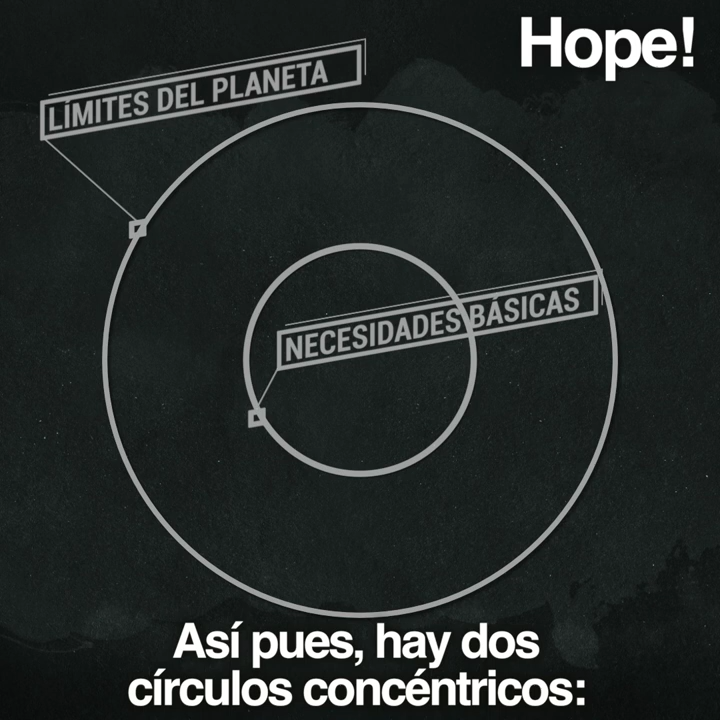 Hope!
LÍMITES DEL PLANETA
NECESIDADES BÁSICAS
Así pues, hay dos
círculos concéntricos: